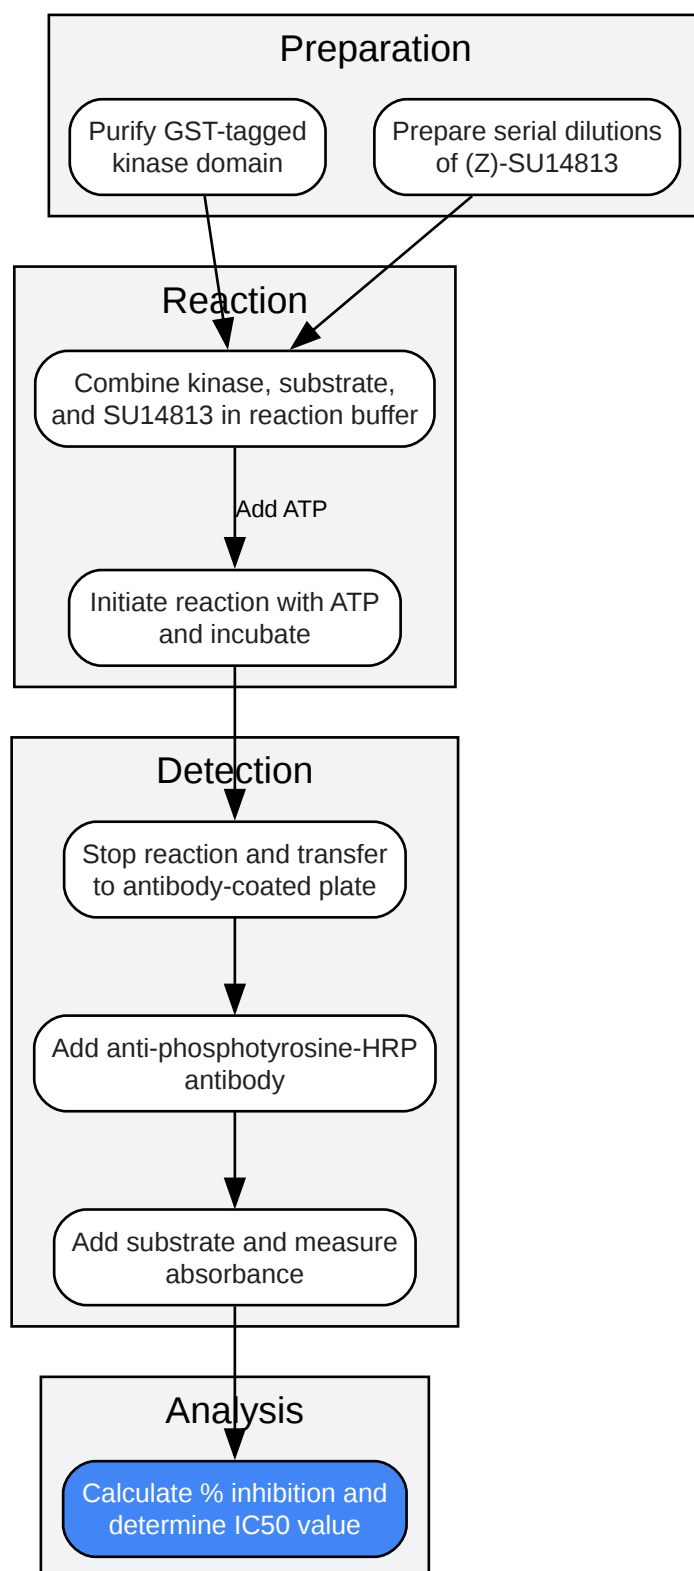 Preparation
Purify GST-tagged
kinase domain
Prepare serial dilutions
of (Z)-SU14813
Reaction
Combine kinase, substrate,
and SU14813 in reaction buffer
Add ATP
Initiate reaction with ATP
and incubate
Detection
Stop reaction and transfer
to antibody-coated plate
Add anti-phosphotyrosine-HRP
antibody
Add substrate and measure
absorbance
Analysis
Calculate % inhibition and
determine IC50 value